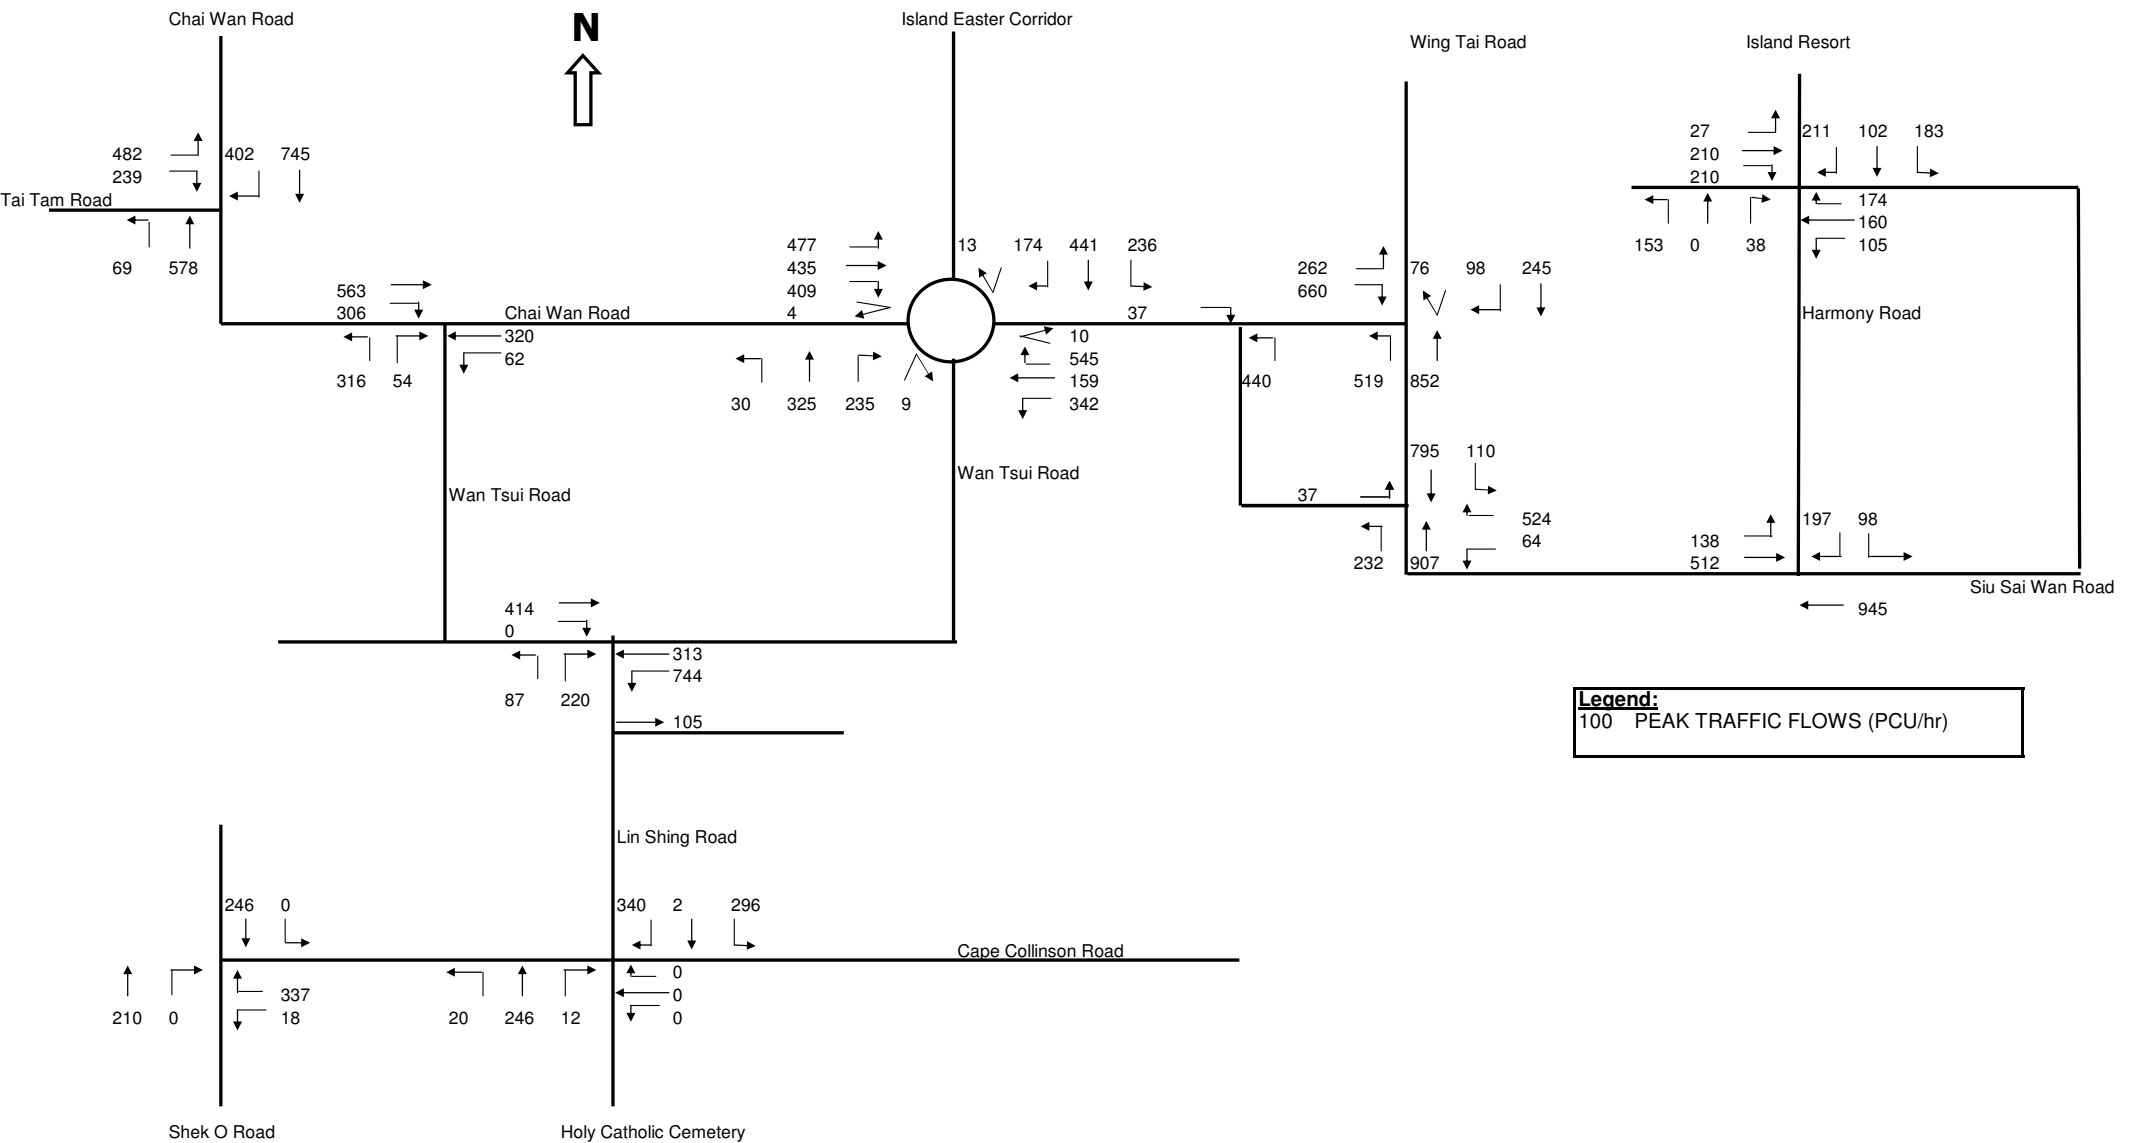 Chai Wan Road
N
Island Easter Corridor
Wing Tai Road
Island Resort
482
239
402 745
Tai Tam Road
69 578
27
210
210
211 102 183
174
160
105
153 0 38
477
435
409
4
13 174 441 236
262
660
76 98 245
563
306
Chai Wan Road
320
62
316 54
37
10
545
159
342
30 325 235 9
440
519 852
Harmony Road
795 110
Wan Tsui Road
Wan Tsui Road
37
524
64
232 907
138
512
197 98
Siu Sai Wan Road
945
414
0
313
744
87 220
105
Legend:
100 PEAK TRAFFIC FLOWS (PCU/hr)
Lin Shing Road
246 0
340 2 296
Cape Collinson Road
337
18
210 0
0
0
0
20 246 12
Shek O Road
Holy Catholic Cemetery